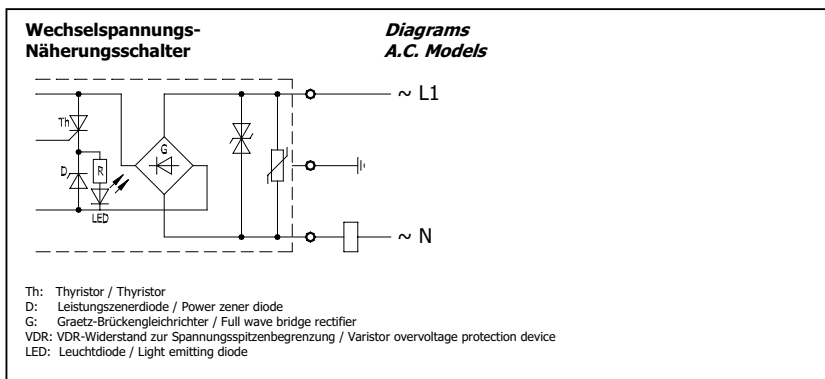 Wechselspannungs-
Näherungsschalter
Diagrams
A.C. Models
~ L1
Th
G
D
R
LED
~ N
Th: Thyristor / Thyristor
D: Leistungszenerdiode / Power zener diode
G: Graetz-Brückengleichrichter / Full wave bridge rectifier
VDR: VDR-Widerstand zur Spannungsspitzenbegrenzung / Varistor overvoltage protection device
LED: Leuchtdiode / Light emitting diode